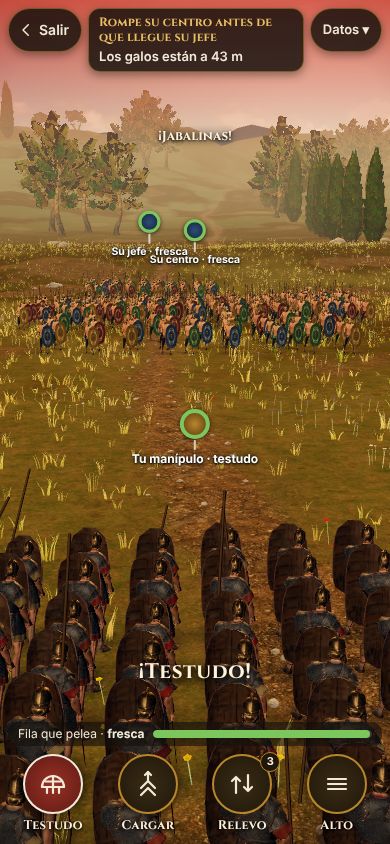 Salir
Rompe su centro antes de
que llegue su jefe
Los galos están a 43 m
Datos ▾
¡Jabalinas!
Su jefe · fresca
Su centro · fresca
Tu manípulo · testudo
¡Testudo!
Fila que pelea · fresca
3
Testudo
Cargar
Relevo
Alto